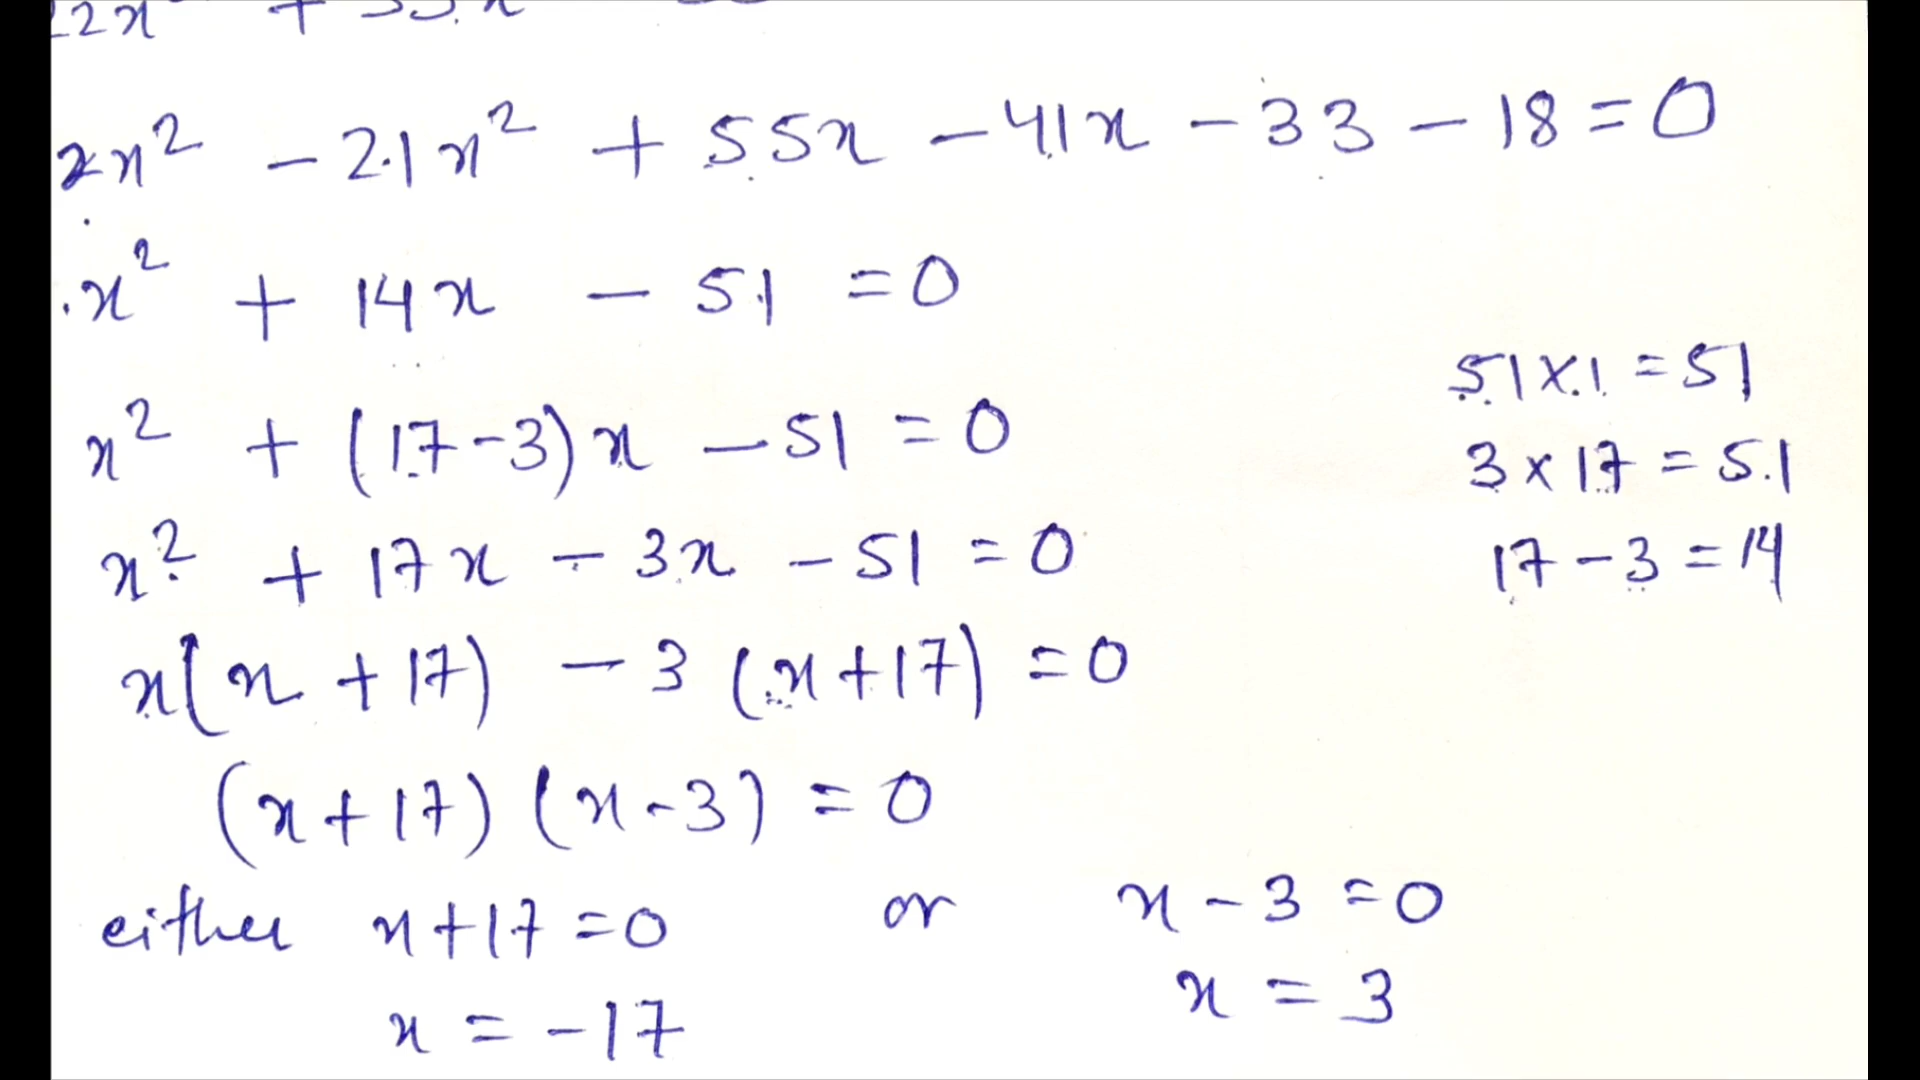 22x² + 55x
2x² - 21x² + 55x - 41x - 33 - 18 = 0
x² + 14x - 51 = 0
x² + (17-3)x - 51 = 0
x² + 17x - 3x - 51 = 0
x(x + 17) - 3(x+17) = 0
(x+17)(x-3) = 0
either x+17=0 or x-3=0
x = -17 x = 3
51×1=51
3×17=51
17-3=14